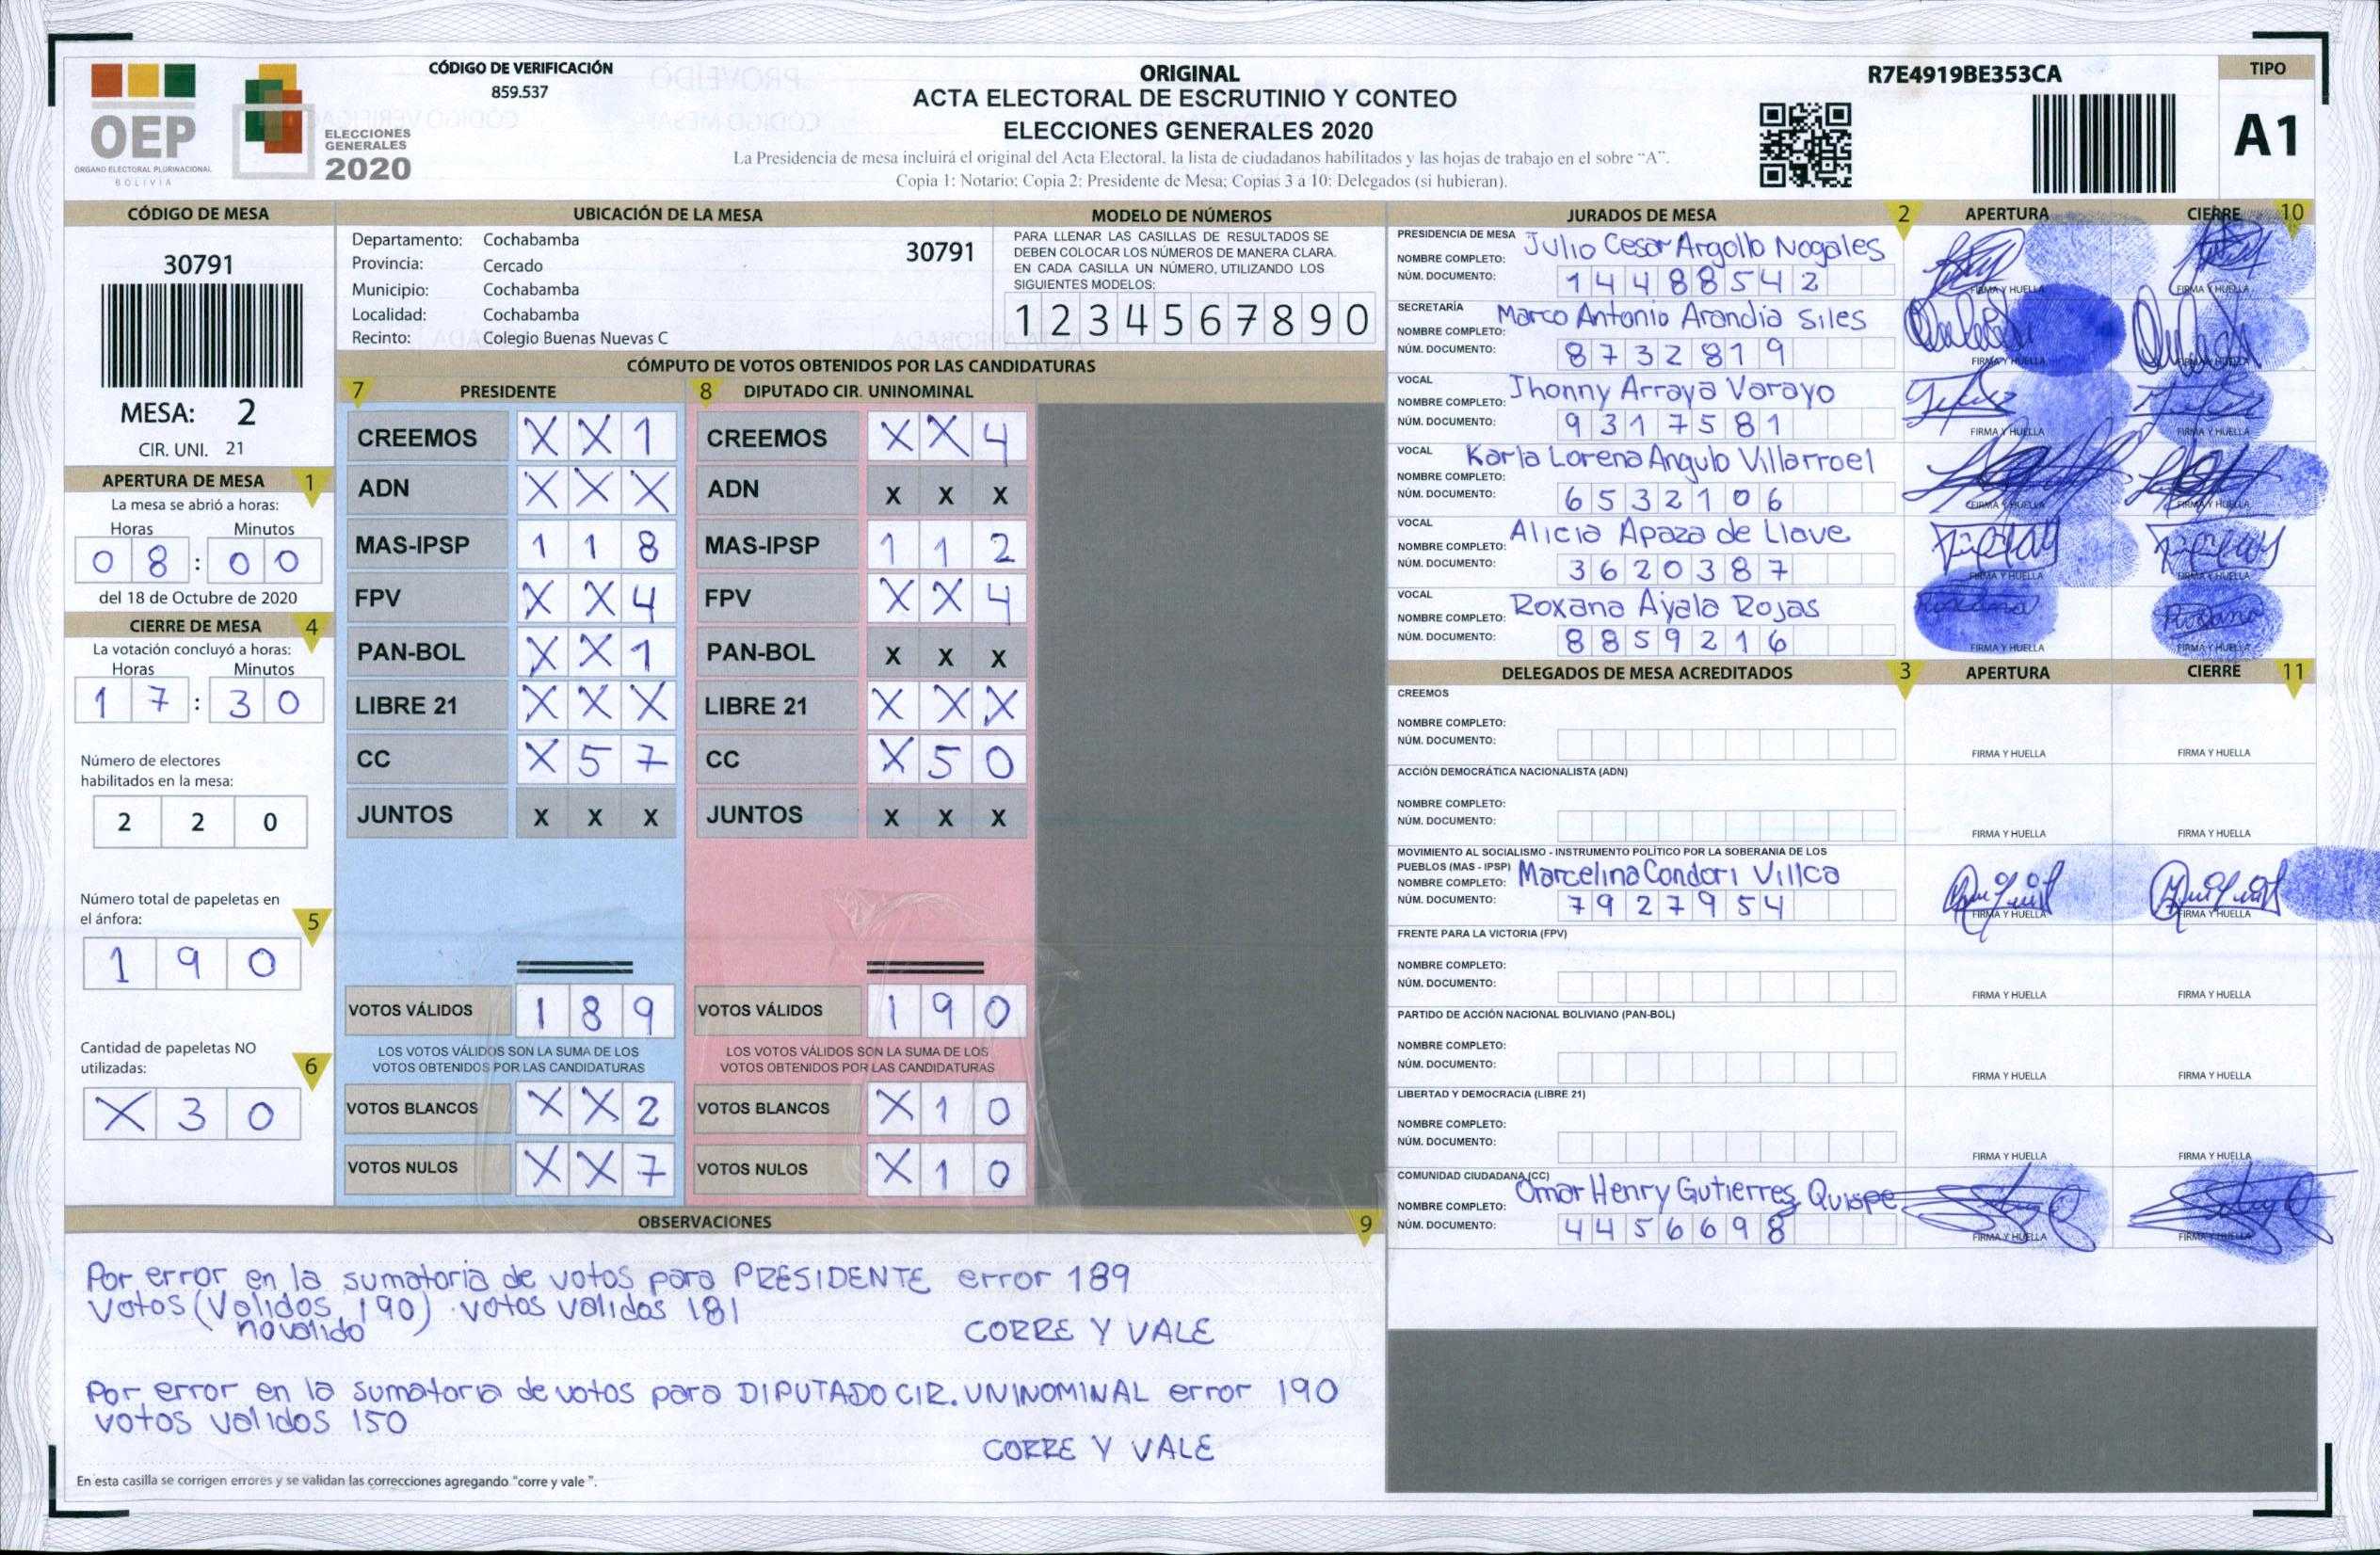 OEP
ÓRGANO ELECTORAL PLURINACIONAL
BOLIVIA
ELECCIONES
GENERALES
2020
CÓDIGO DE VERIFICACIÓN
859.537
ORIGINAL
ACTA ELECTORAL DE ESCRUTINIO Y CONTEO
ELECCIONES GENERALES 2020
La Presidencia de mesa incluirá el original del Acta Electoral, la lista de ciudadanos habilitados y las hojas de trabajo en el sobre "A".
Copia 1: Notario; Copia 2: Presidente de Mesa; Copias 3 a 10: Delegados (si hubieran).
R7E4919BE353CA
TIPO
A1
CÓDIGO DE MESA
30791
MESA: 2
CIR. UNI. 21
APERTURA DE MESA 1
La mesa se abrió a horas:
Horas Minutos
0 8 : 0 0
del 18 de Octubre de 2020
CIERRE DE MESA 4
La votación concluyó a horas:
Horas Minutos
1 7 : 3 0
Número de electores
habilitados en la mesa:
2 2 0
Número total de papeletas en
el ánfora: 5
1 9 0
Cantidad de papeletas NO
utilizadas: 6
X 3 0
UBICACIÓN DE LA MESA
Departamento: Cochabamba 30791
Provincia: Cercado
Municipio: Cochabamba
Localidad: Cochabamba
Recinto: Colegio Buenas Nuevas C
MODELO DE NÚMEROS
PARA LLENAR LAS CASILLAS DE RESULTADOS SE
DEBEN COLOCAR LOS NÚMEROS DE MANERA CLARA.
EN CADA CASILLA UN NÚMERO, UTILIZANDO LOS
SIGUIENTES MODELOS:
1 2 3 4 5 6 7 8 9 0
CÓMPUTO DE VOTOS OBTENIDOS POR LAS CANDIDATURAS
7 PRESIDENTE
CREEMOS X X 1
ADN X X X
MAS-IPSP 1 1 8
FPV X X 4
PAN-BOL X X 1
LIBRE 21 X X X
CC X 5 7
JUNTOS X X X
VOTOS VÁLIDOS 1 8 9
LOS VOTOS VÁLIDOS SON LA SUMA DE LOS
VOTOS OBTENIDOS POR LAS CANDIDATURAS
VOTOS BLANCOS X X 2
VOTOS NULOS X X 7
8 DIPUTADO CIR. UNINOMINAL
CREEMOS X X 4
ADN X X X
MAS-IPSP 1 1 2
FPV X X 4
PAN-BOL X X X
LIBRE 21 X X X
CC X 5 0
JUNTOS X X X
VOTOS VÁLIDOS 1 9 0
LOS VOTOS VÁLIDOS SON LA SUMA DE LOS
VOTOS OBTENIDOS POR LAS CANDIDATURAS
VOTOS BLANCOS X 1 0
VOTOS NULOS X 1 0
OBSERVACIONES 9
Por error en la sumatoria de votos para PRESIDENTE error 189
Votos (Validos 190) votos validos 181
no valido
CORRE Y VALE
Por error en la sumatoria de votos para DIPUTADO CIR. UNINOMINAL error 190
votos validos 150
CORRE Y VALE
En esta casilla se corrigen errores y se validan las correcciones agregando "corre y vale".
JURADOS DE MESA 2 APERTURA CIERRE 10
PRESIDENCIA DE MESA
NOMBRE COMPLETO: Julio Cesar Argollo Nogales
NÚM. DOCUMENTO: 14488542
FIRMA Y HUELLA FIRMA Y HUELLA
SECRETARÍA
NOMBRE COMPLETO: Marco Antonio Arandia Siles
NÚM. DOCUMENTO: 8732819
FIRMA Y HUELLA FIRMA Y HUELLA
VOCAL
NOMBRE COMPLETO: Jhonny Arraya Varayo
NÚM. DOCUMENTO: 9317581
FIRMA Y HUELLA FIRMA Y HUELLA
VOCAL
NOMBRE COMPLETO: Karla Lorena Angulo Villarroel
NÚM. DOCUMENTO: 6532106
FIRMA Y HUELLA FIRMA Y HUELLA
VOCAL
NOMBRE COMPLETO: Alicia Apaza de Llave
NÚM. DOCUMENTO: 3620387
FIRMA Y HUELLA FIRMA Y HUELLA
VOCAL
NOMBRE COMPLETO: Roxana Ayala Rojas
NÚM. DOCUMENTO: 8859216
FIRMA Y HUELLA FIRMA Y HUELLA
DELEGADOS DE MESA ACREDITADOS 3 APERTURA CIERRE 11
CREEMOS
NOMBRE COMPLETO:
NÚM. DOCUMENTO:
FIRMA Y HUELLA FIRMA Y HUELLA
ACCIÓN DEMOCRÁTICA NACIONALISTA (ADN)
NOMBRE COMPLETO:
NÚM. DOCUMENTO:
FIRMA Y HUELLA FIRMA Y HUELLA
MOVIMIENTO AL SOCIALISMO - INSTRUMENTO POLÍTICO POR LA SOBERANIA DE LOS
PUEBLOS (MAS - IPSP)
NOMBRE COMPLETO: Marcelina Condori Villca
NÚM. DOCUMENTO: 7927954
FIRMA Y HUELLA FIRMA Y HUELLA
FRENTE PARA LA VICTORIA (FPV)
NOMBRE COMPLETO:
NÚM. DOCUMENTO:
FIRMA Y HUELLA FIRMA Y HUELLA
PARTIDO DE ACCIÓN NACIONAL BOLIVIANO (PAN-BOL)
NOMBRE COMPLETO:
NÚM. DOCUMENTO:
FIRMA Y HUELLA FIRMA Y HUELLA
LIBERTAD Y DEMOCRACIA (LIBRE 21)
NOMBRE COMPLETO:
NÚM. DOCUMENTO:
FIRMA Y HUELLA FIRMA Y HUELLA
COMUNIDAD CIUDADANA (CC)
NOMBRE COMPLETO: Omar Henry Gutierres Quispe
NÚM. DOCUMENTO: 4456698
FIRMA Y HUELLA FIRMA Y HUELLA